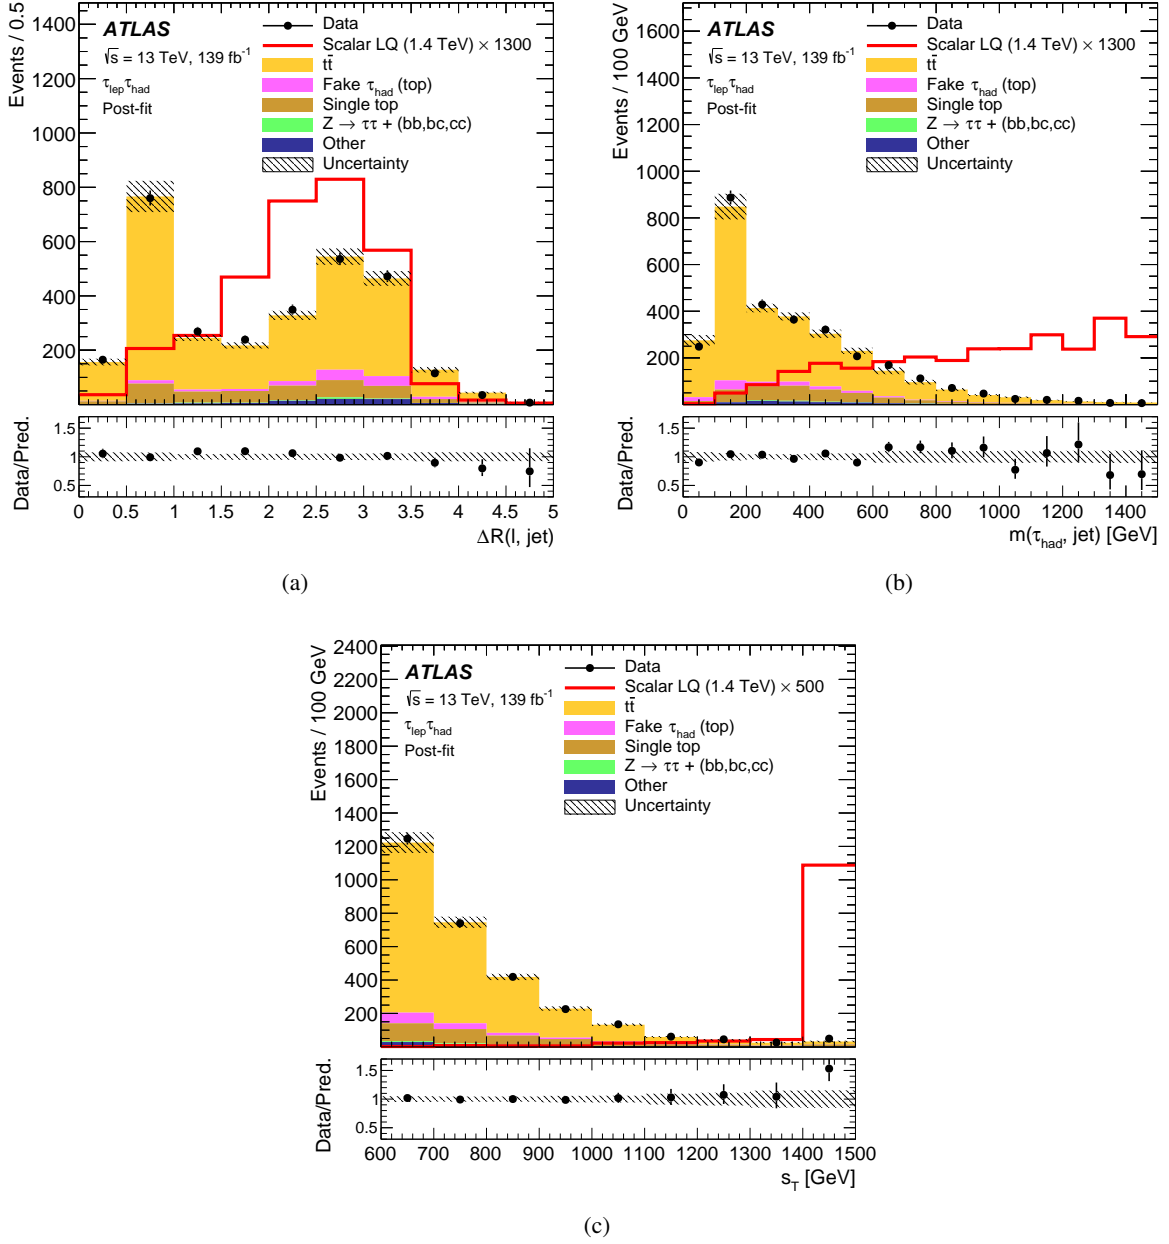 ATLAS
√s = 13 TeV, 139 fb⁻¹
τlep τhad
Post-fit
Data
Scalar LQ (1.4 TeV) × 1300
tt̄
Fake τhad (top)
Single top
Z → ττ + (bb,bc,cc)
Other
Uncertainty
Events / 0.5
1400
1200
1000
800
600
400
200
Data/Pred.
1.5
1
0.5
0 0.5 1 1.5 2 2.5 3 3.5 4 4.5 5
ΔR(l, jet)
(a)
ATLAS
√s = 13 TeV, 139 fb⁻¹
τlep τhad
Post-fit
Data
Scalar LQ (1.4 TeV) × 1300
tt̄
Fake τhad (top)
Single top
Z → ττ + (bb,bc,cc)
Other
Uncertainty
Events / 100 GeV
1600
1400
1200
1000
800
600
400
200
Data/Pred.
1.5
1
0.5
0 200 400 600 800 1000 1200 1400
m(τhad, jet) [GeV]
(b)
ATLAS
√s = 13 TeV, 139 fb⁻¹
τlep τhad
Post-fit
Data
Scalar LQ (1.4 TeV) × 500
tt̄
Fake τhad (top)
Single top
Z → ττ + (bb,bc,cc)
Other
Uncertainty
Events / 100 GeV
2400
2200
2000
1800
1600
1400
1200
1000
800
600
400
200
Data/Pred.
1.5
1
0.5
600 700 800 900 1000 1100 1200 1300 1400 1500
sT [GeV]
(c)